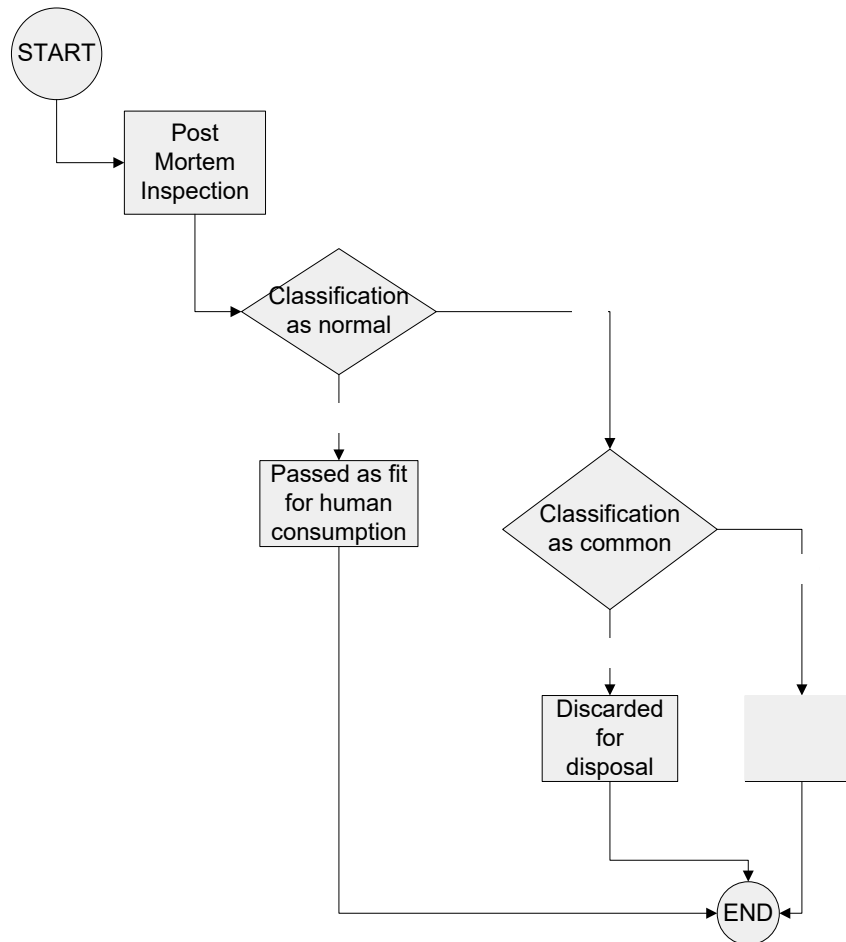 START
Post
Mortem
Inspection
Classification
as normal
Passed as fit
for human
consumption
Classification
as common
Discarded
for
disposal
END